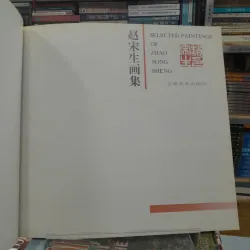 赵宋生画集
SELECTED PAINTINGS
OF
ZHAO
SONG
SHENG